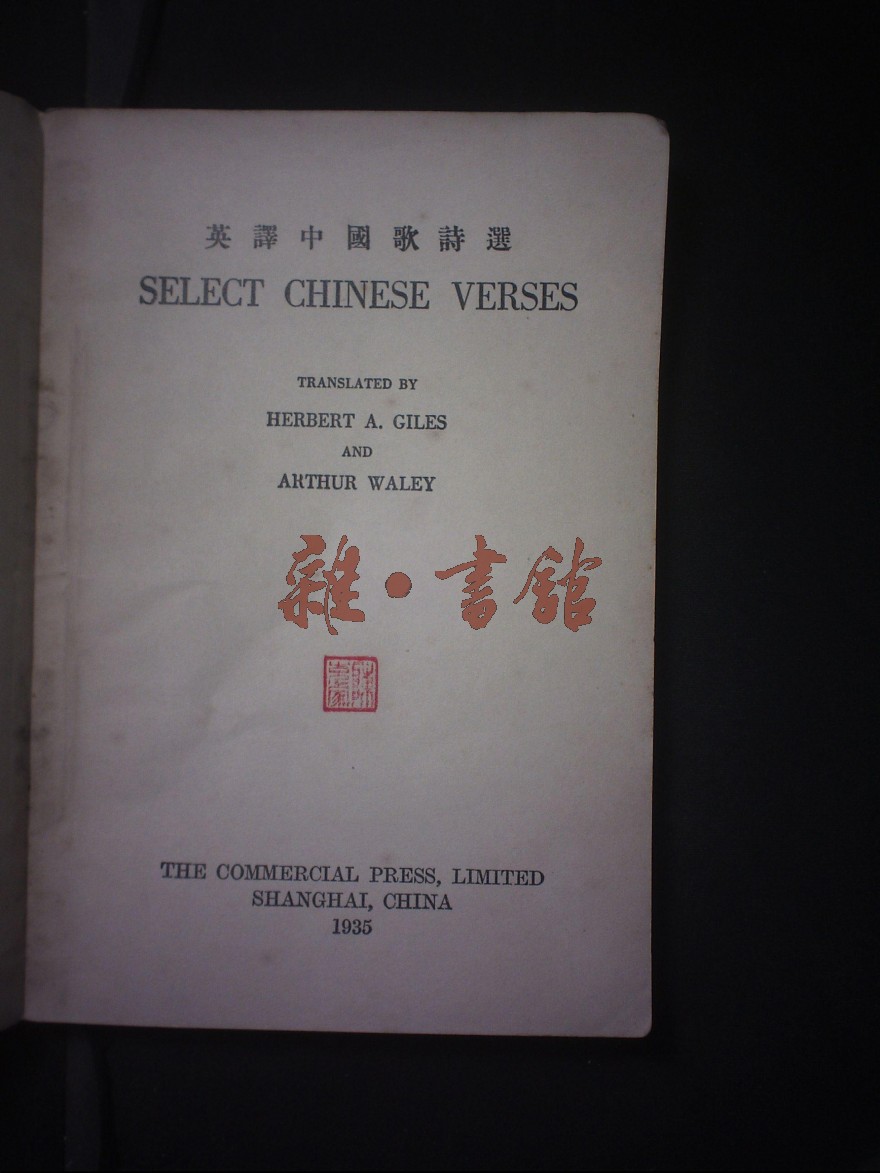 英譯中國歌詩選
SELECT CHINESE VERSES
TRANSLATED BY
HERBERT A. GILES
AND
ARTHUR WALEY
雜·書館
THE COMMERCIAL PRESS, LIMITED
SHANGHAI, CHINA
1935